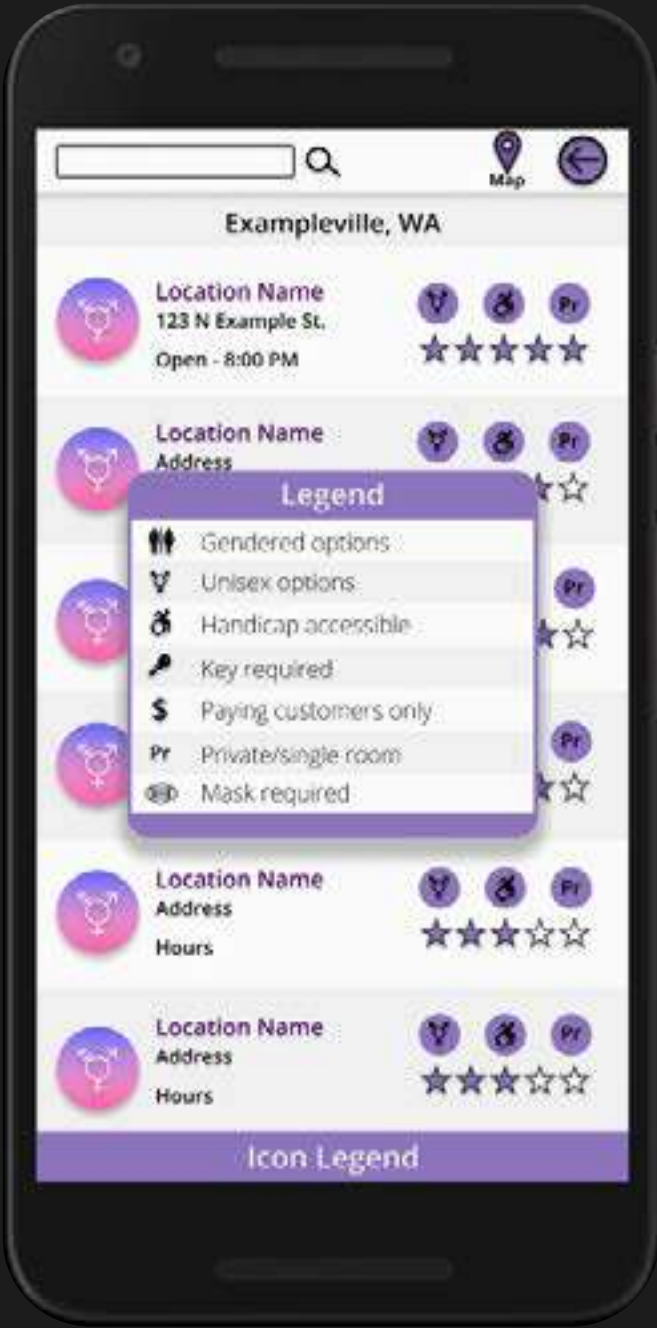 Map
Exampleville, WA
Location Name
123 N Example St.
Open - 8:00 PM
Pr
Location Name
Address
Pr
Legend
Gendered options
Unisex options
Handicap accessible
Key required
$ Paying customers only
Pr Private/single room
Mask required
Pr
Pr
Location Name
Address
Hours
Pr
Location Name
Address
Hours
Pr
Icon Legend